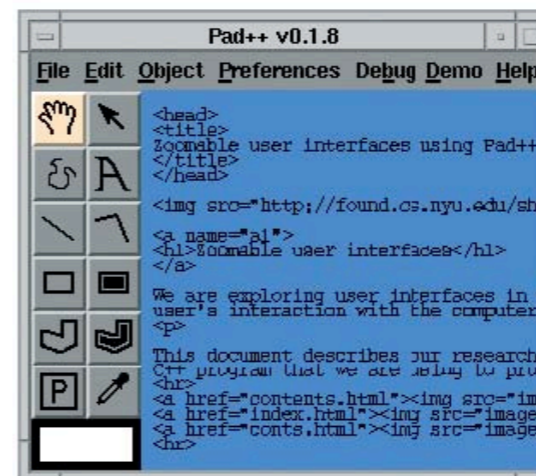 Pad++ v0.1.8
File Edit Object Preferences Debug Demo Help
A
P
<head>
<title>
Zoomable user interfaces using Pad++
</title>
</head>
<img src="http://found.cs.nyu.edu/sh
<a name="a1">
<h1>Zoomable user interfaces</h1>
</a>
We are exploring user interfaces in
user's interaction with the computer
<p>
This document describes our research
C++ program that we are using to pro
<hr>
<a href="contents.html"><img src="im
<a href="index.html"><img src="image
<a href="conts.html"><img src="image
<hr>